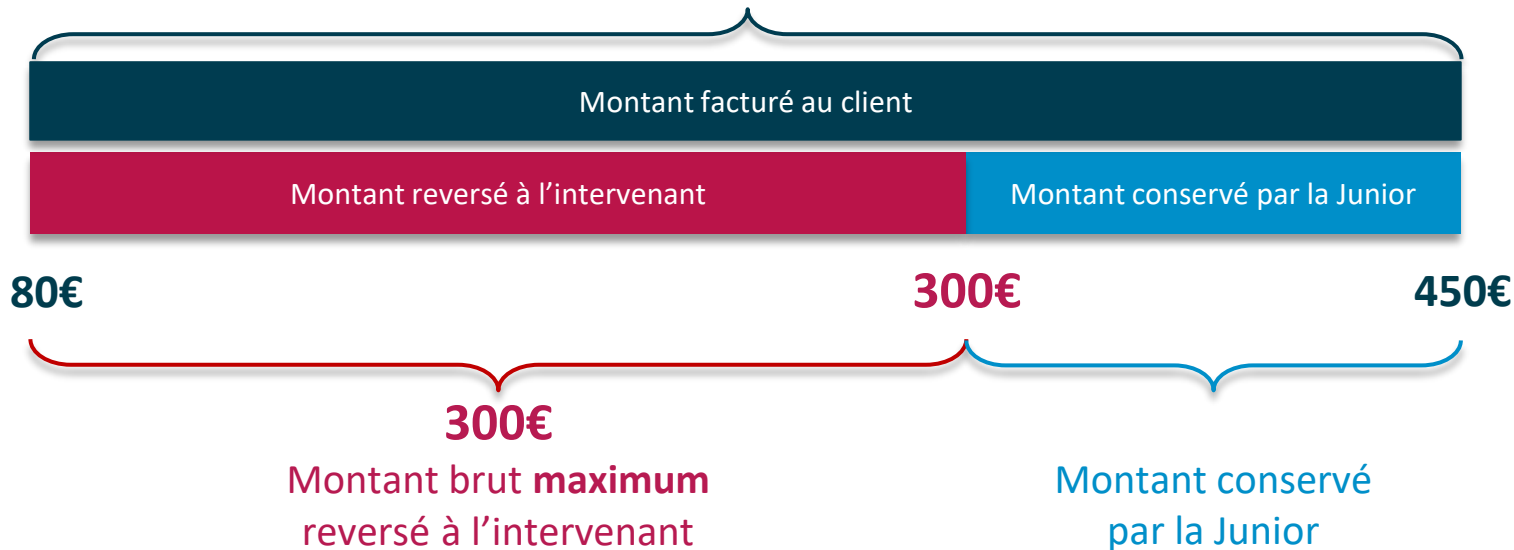 Montant facturé au client
Montant reversé à l’intervenant
Montant conservé par la Junior
80€
300€
450€
300€
Montant brut maximum
reversé à l’intervenant
Montant conservé
par la Junior